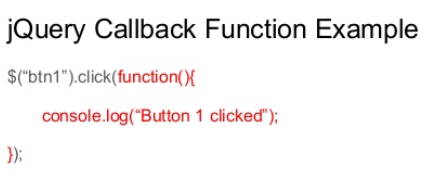 jQuery Callback Function Example
$(“btn1”).click(function(){
console.log(“Button 1 clicked”);
});